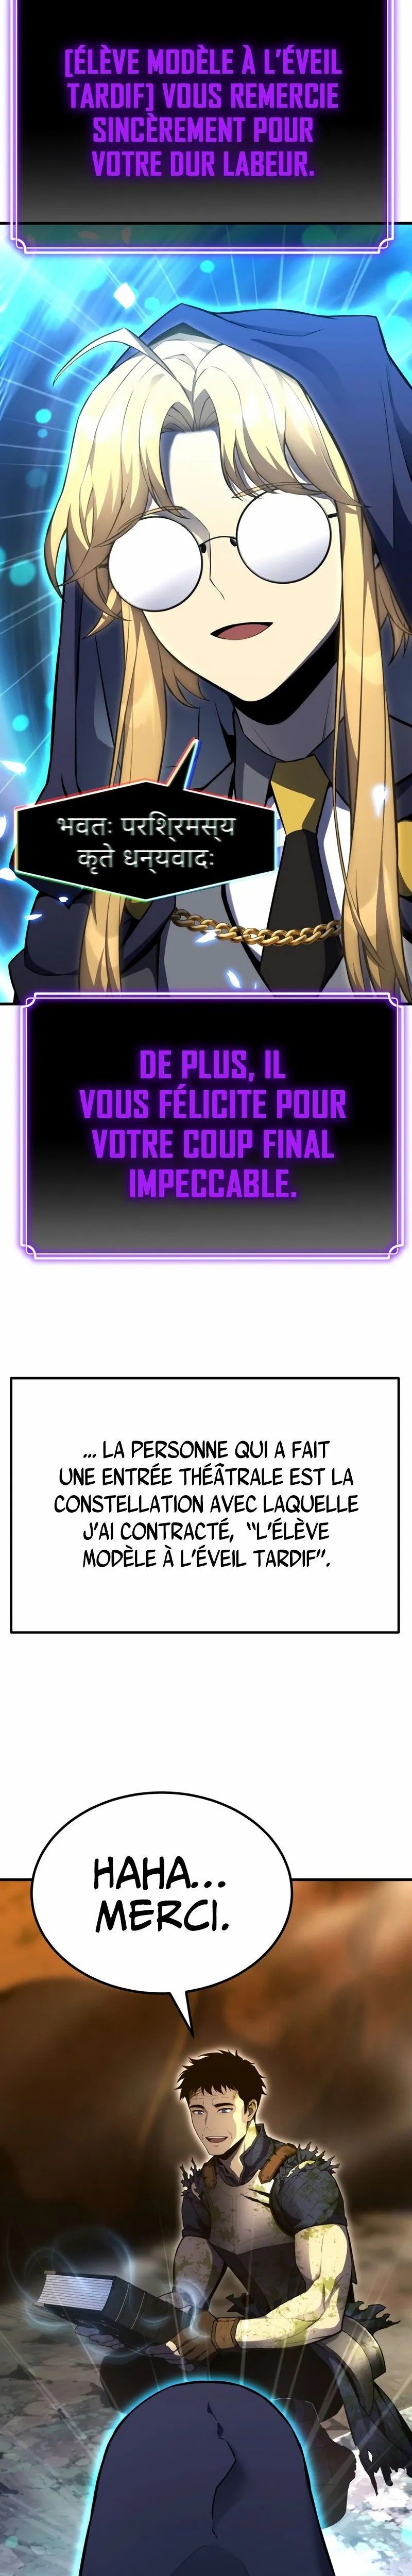 [ÉLÈVE MODÈLE À L'ÉVEIL
TARDIF] VOUS REMERCIE
SINCÈREMENT POUR
VOTRE DUR LABEUR.
भवतः परिश्रमस्य
कृते धन्यवादः
DE PLUS, IL
VOUS FÉLICITE POUR
VOTRE COUP FINAL
IMPECCABLE.
... LA PERSONNE QUI A FAIT
UNE ENTRÉE THÉÂTRALE EST LA
CONSTELLATION AVEC LAQUELLE
J'AI CONTRACTÉ, “L'ÉLÈVE
MODÈLE À L'ÉVEIL TARDIF”.
HAHA...
MERCI.